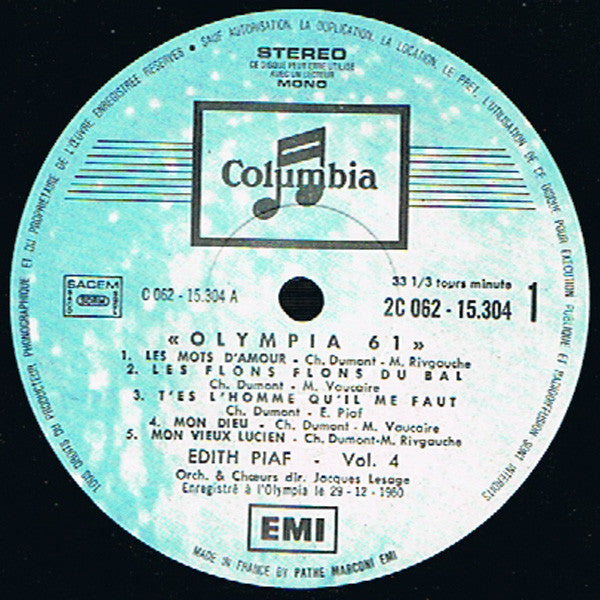 TOUS DROITS DU PRODUCTEUR PHONOGRAPHIQUE ET DU PROPRIETAIRE DE L'ŒUVRE ENREGISTREE RESERVES • SAUF AUTORISATION, LA DUPLICATION, LA LOCATION, LE PRET, L'UTILISATION DE CE DISQUE POUR EXECUTION PUBLIQUE ET RADIODIFFUSION SONT INTERDITS
STEREO
CE DISQUE PEUT ETRE UTILISE
AVEC UN LECTEUR
MONO
Columbia
SACEM
33 1/3 tours minute
C 062 - 15.304 A
2C 062 - 15.304 1
«OLYMPIA 61»
1. LES MOTS D'AMOUR - Ch. Dumont - M. Rivgauche
2. LES FLONS FLONS DU BAL
Ch. Dumont - M. Vaucaire
3. T'ES L'HOMME QU'IL ME FAUT
Ch. Dumont - E. Piaf
4. MON DIEU - Ch. Dumont - M. Vaucaire
5. MON VIEUX LUCIEN - Ch. Dumont-M. Rivgauche
EDITH PIAF - Vol. 4
Orch. & Chœurs dir. Jacques Lesage
Enregistré à l'Olympia le 29-12-1960
EMI
MADE IN FRANCE BY PATHE MARCONI EMI